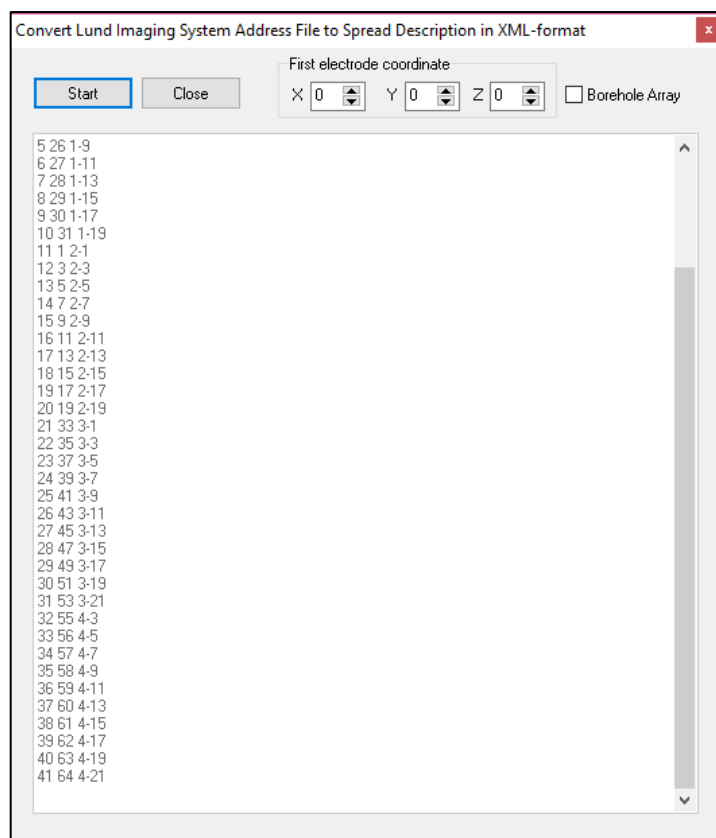 Convert Lund Imaging System Address File to Spread Description in XML-format
x
First electrode coordinate
Start Close X 0 Y 0 Z 0 Borehole Array
5 26 1-9
6 27 1-11
7 28 1-13
8 29 1-15
9 30 1-17
10 31 1-19
11 1 2-1
12 3 2-3
13 5 2-5
14 7 2-7
15 9 2-9
16 11 2-11
17 13 2-13
18 15 2-15
19 17 2-17
20 19 2-19
21 33 3-1
22 35 3-3
23 37 3-5
24 39 3-7
25 41 3-9
26 43 3-11
27 45 3-13
28 47 3-15
29 49 3-17
30 51 3-19
31 53 3-21
32 55 4-3
33 56 4-5
34 57 4-7
35 58 4-9
36 59 4-11
37 60 4-13
38 61 4-15
39 62 4-17
40 63 4-19
41 64 4-21